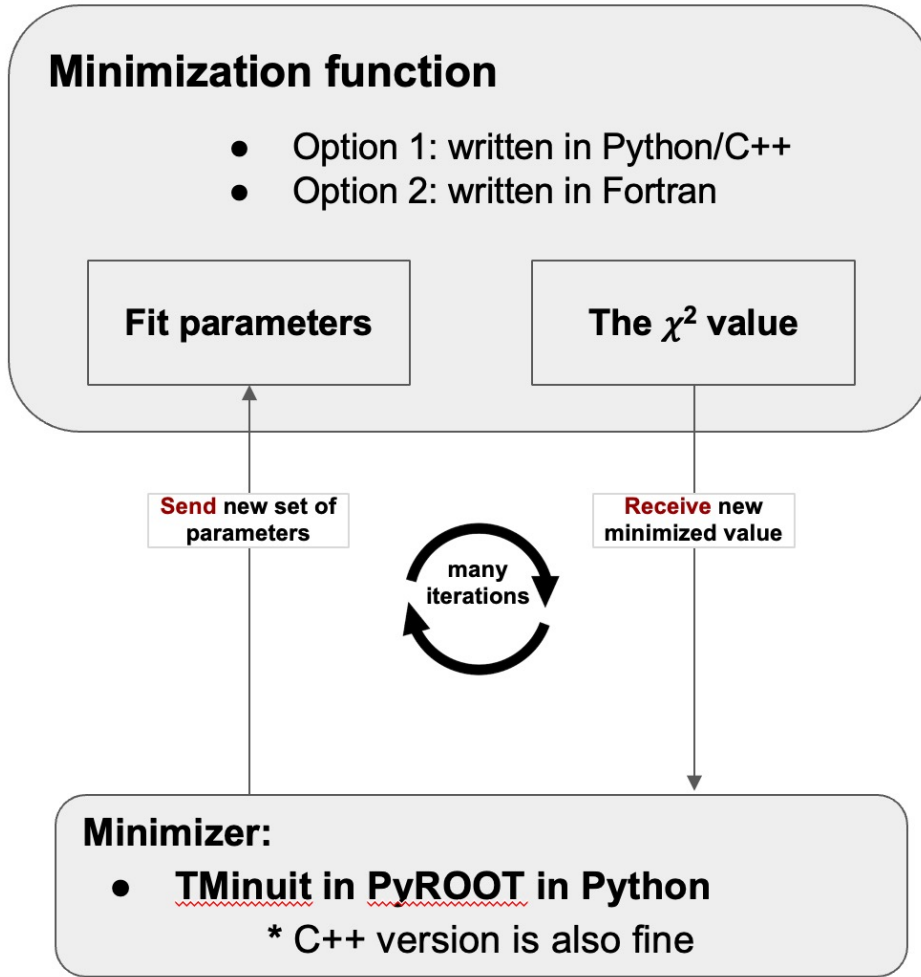 Minimization function
● Option 1: written in Python/C++
● Option 2: written in Fortran
Fit parameters
The χ² value
Send new set of
parameters
Receive new
minimized value
many
iterations
Minimizer:
● TMinuit in PyROOT in Python
* C++ version is also fine